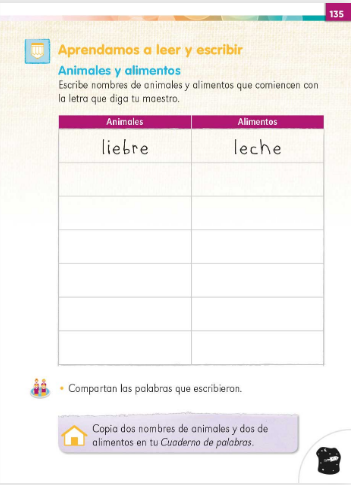 135
Aprendamos a leer y escribir
Animales y alimentos
Escribe nombres de animales y alimentos que comiencen con
la letra que diga tu maestro.
Animales Alimentos
liebre leche
• Compartan las palabras que escribieron.
Copia dos nombres de animales y dos de
alimentos en tu Cuaderno de palabras.